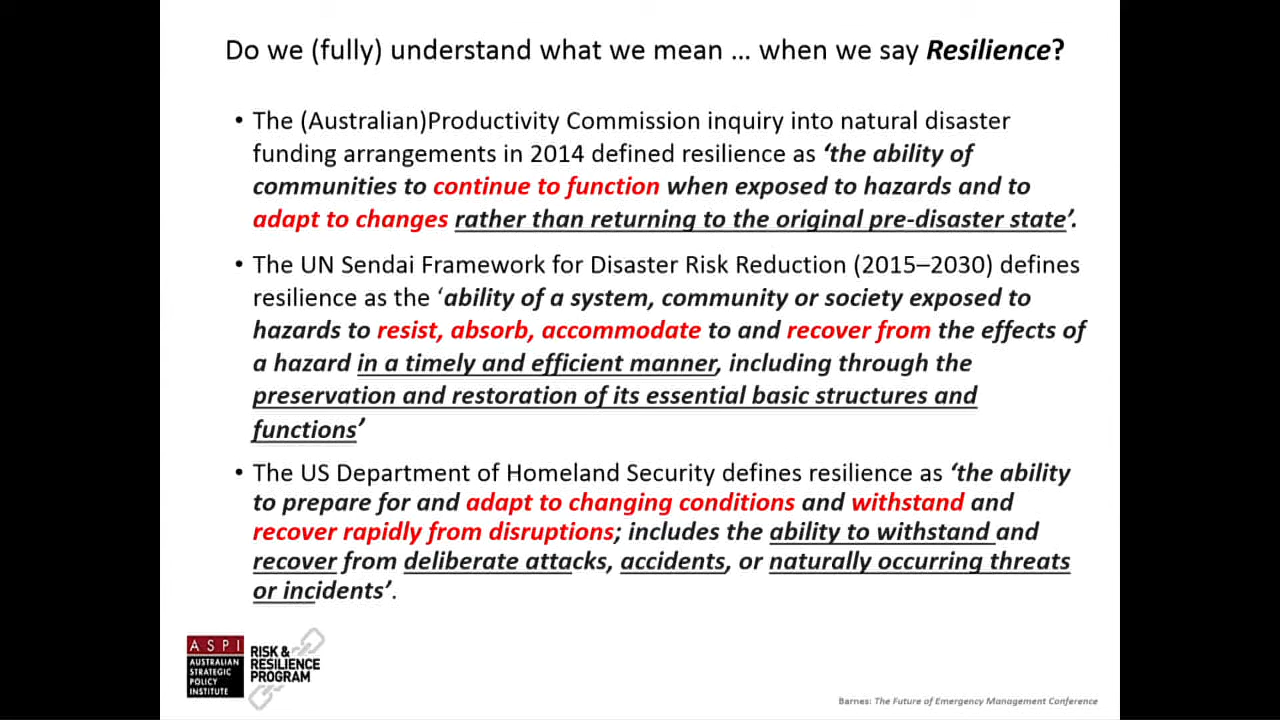 Do we (fully) understand what we mean … when we say Resilience?
• The (Australian)Productivity Commission inquiry into natural disaster
funding arrangements in 2014 defined resilience as ‘the ability of
communities to continue to function when exposed to hazards and to
adapt to changes rather than returning to the original pre-disaster state’.
• The UN Sendai Framework for Disaster Risk Reduction (2015–2030) defines
resilience as the ‘ability of a system, community or society exposed to
hazards to resist, absorb, accommodate to and recover from the effects of
a hazard in a timely and efficient manner, including through the
preservation and restoration of its essential basic structures and
functions’
• The US Department of Homeland Security defines resilience as ‘the ability
to prepare for and adapt to changing conditions and withstand and
recover rapidly from disruptions; includes the ability to withstand and
recover from deliberate attacks, accidents, or naturally occurring threats
or incidents’.
ASPI
AUSTRALIAN
STRATEGIC
POLICY
INSTITUTE
RISK &
RESILIENCE
PROGRAM
Barnes: The Future of Emergency Management Conference